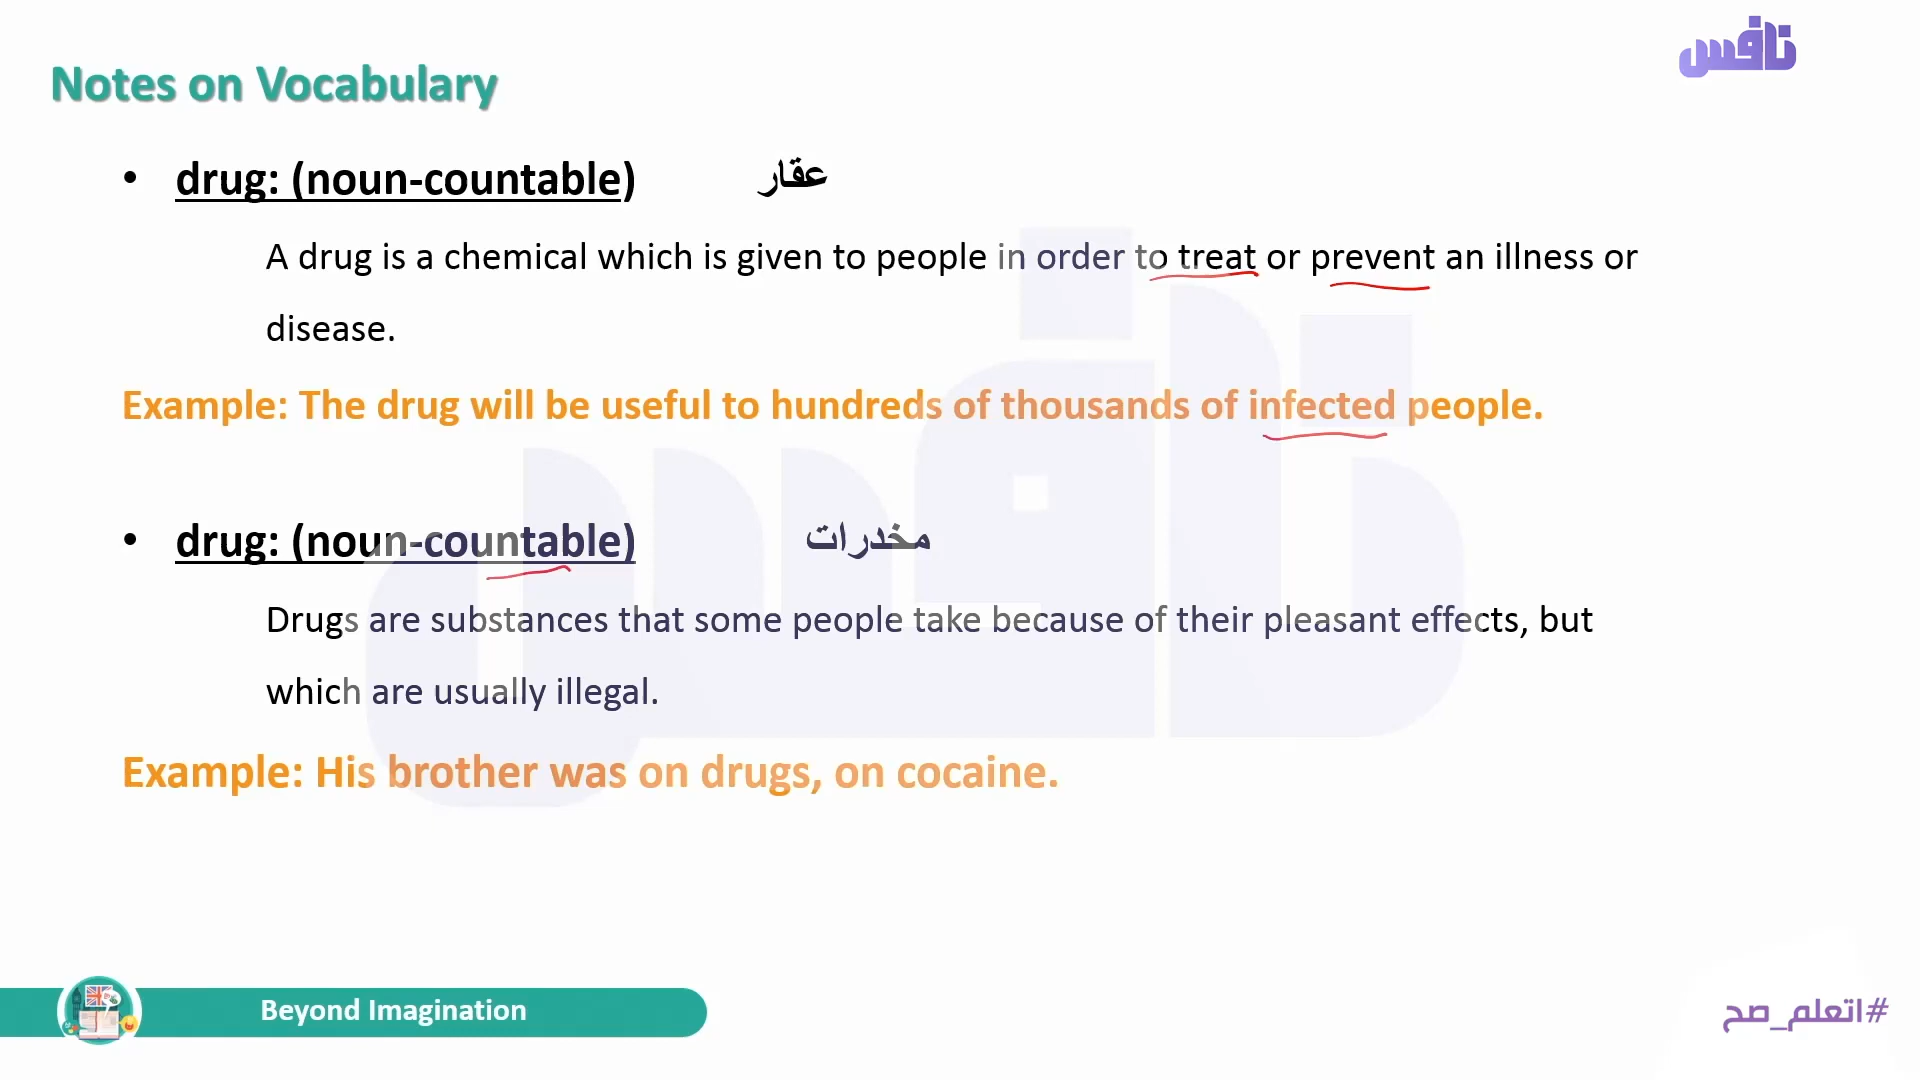 نافس
Notes on Vocabulary
• drug: (noun-countable) عقار
A drug is a chemical which is given to people in order to treat or prevent an illness or
disease.
Example: The drug will be useful to hundreds of thousands of infected people.
• drug: (noun-countable) مخدرات
Drugs are substances that some people take because of their pleasant effects, but
which are usually illegal.
Example: His brother was on drugs, on cocaine.
Beyond Imagination
#اتعلم_صح